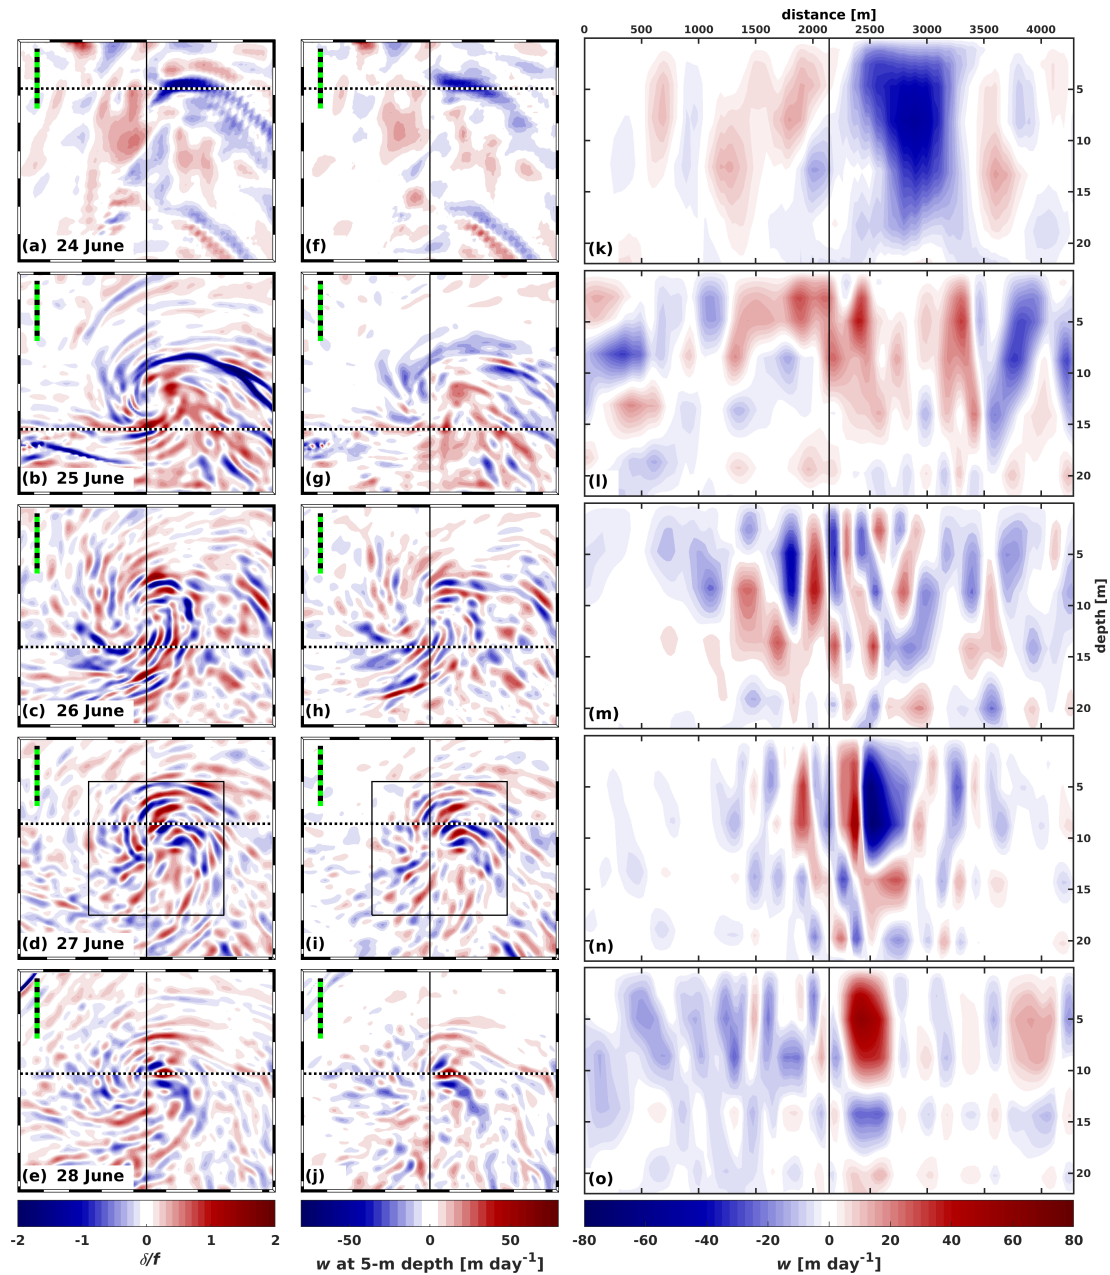 distance [m]
0 500 1000 1500 2000 2500 3000 3500 4000
(a) 24 June
(f)
(k)
5
10
15
20
(b) 25 June
(g)
(l)
5
10
15
20
(c) 26 June
(h)
(m)
5
10
15
20
depth [m]
(d) 27 June
(i)
(n)
5
10
15
20
(e) 28 June
(j)
(o)
5
10
15
20
-2 -1 0 1 2
δ/f
-50 0 50
w at 5-m depth [m day-1]
-80 -60 -40 -20 0 20 40 60 80
w [m day-1]